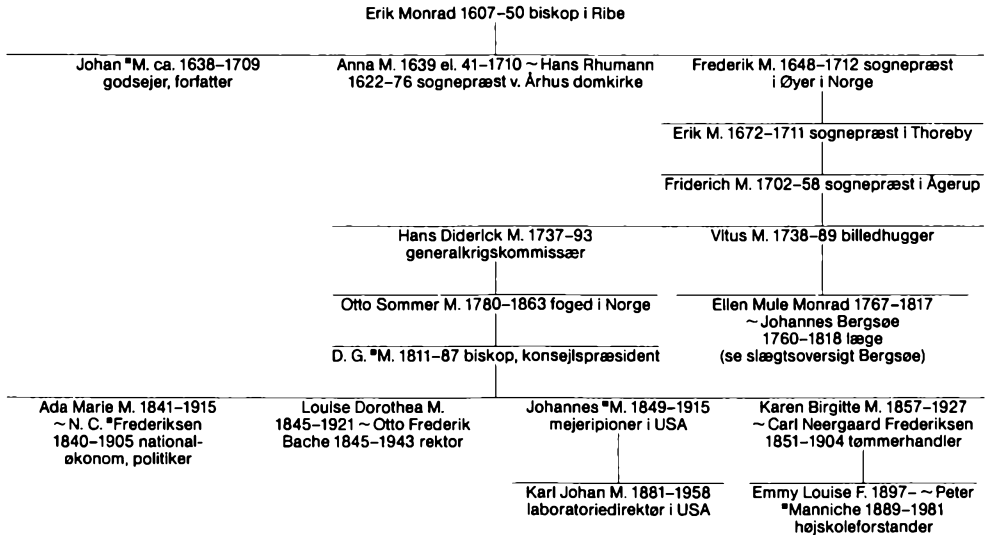 Erik Monrad 1607–50 biskop i Ribe
Johan ■M. ca. 1638–1709
godsejer, forfatter
Anna M. 1639 el. 41–1710 ~ Hans Rhumann
1622–76 sognepræst v. Århus domkirke
Frederik M. 1648–1712 sognepræst
i Øyer i Norge
Erik M. 1672–1711 sognepræst i Thoreby
Friderich M. 1702–58 sognepræst i Ågerup
Hans Diderick M. 1737–93
generalkrigskommissær
Vitus M. 1738–89 billedhugger
Otto Sommer M. 1780–1863 foged i Norge
Ellen Mule Monrad 1767–1817
~ Johannes Bergsøe
1760–1818 læge
(se slægtsoversigt Bergsøe)
D. G. ■M. 1811–87 biskop, konsejlspræsident
Ada Marie M. 1841–1915
~ N. C. ■Frederiksen
1840–1905 national-
økonom, politiker
Louise Dorothea M.
1845–1921 ~ Otto Frederik
Bache 1845–1943 rektor
Johannes ■M. 1849–1915
mejeripioner i USA
Karen Birgitte M. 1857–1927
~ Carl Neergaard Frederiksen
1851–1904 tømmerhandler
Karl Johan M. 1881–1958
laboratoriedirektør i USA
Emmy Louise F. 1897– ~ Peter
■Manniche 1889–1981
højskoleforstander